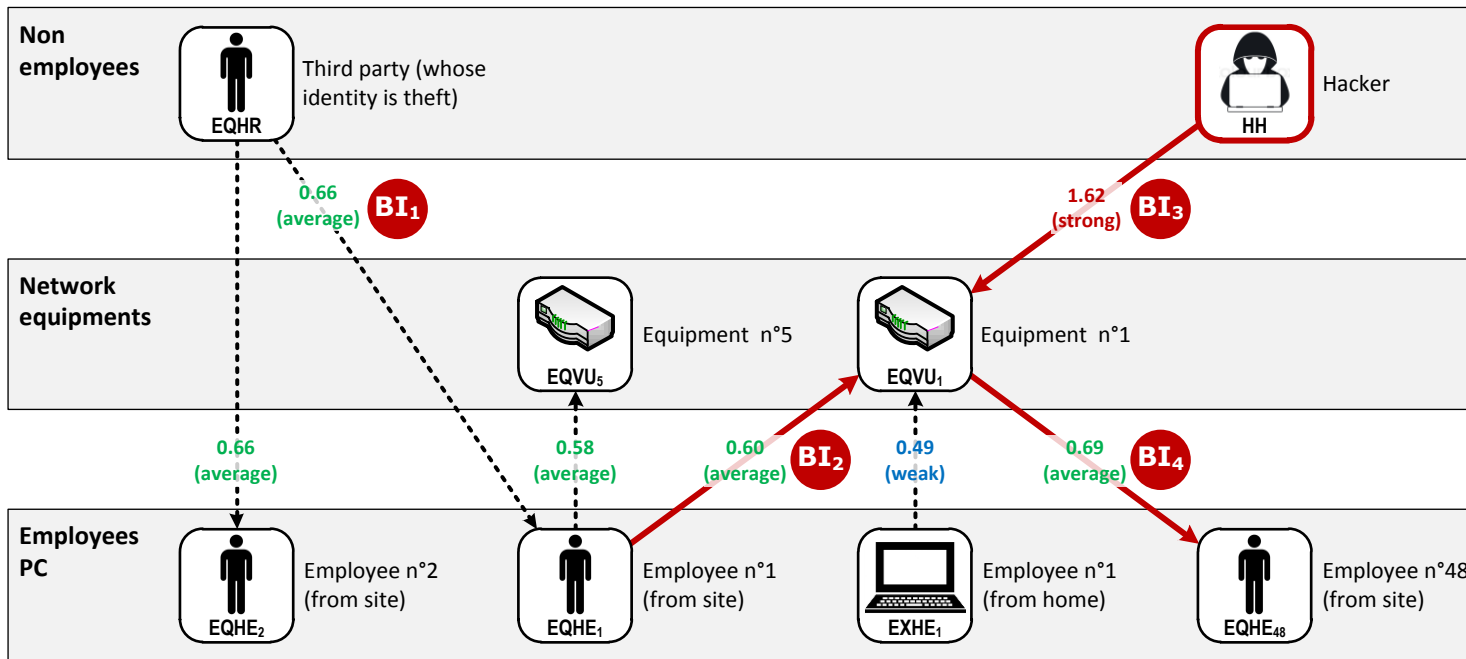 Non
employees
EQHR
Third party (whose
identity is theft)
HH
Hacker
0.66
(average)
BI₁
1.62
(strong)
BI₃
Network
equipments
EQVU₅
Equipment n°5
EQVU₁
Equipment n°1
0.66
(average)
0.58
(average)
0.60
(average)
BI₂
0.49
(weak)
0.69
(average)
BI₄
Employees
PC
EQHE₂
Employee n°2
(from site)
EQHE₁
Employee n°1
(from site)
EXHE₁
Employee n°1
(from home)
EQHE₄₈
Employee n°48
(from site)